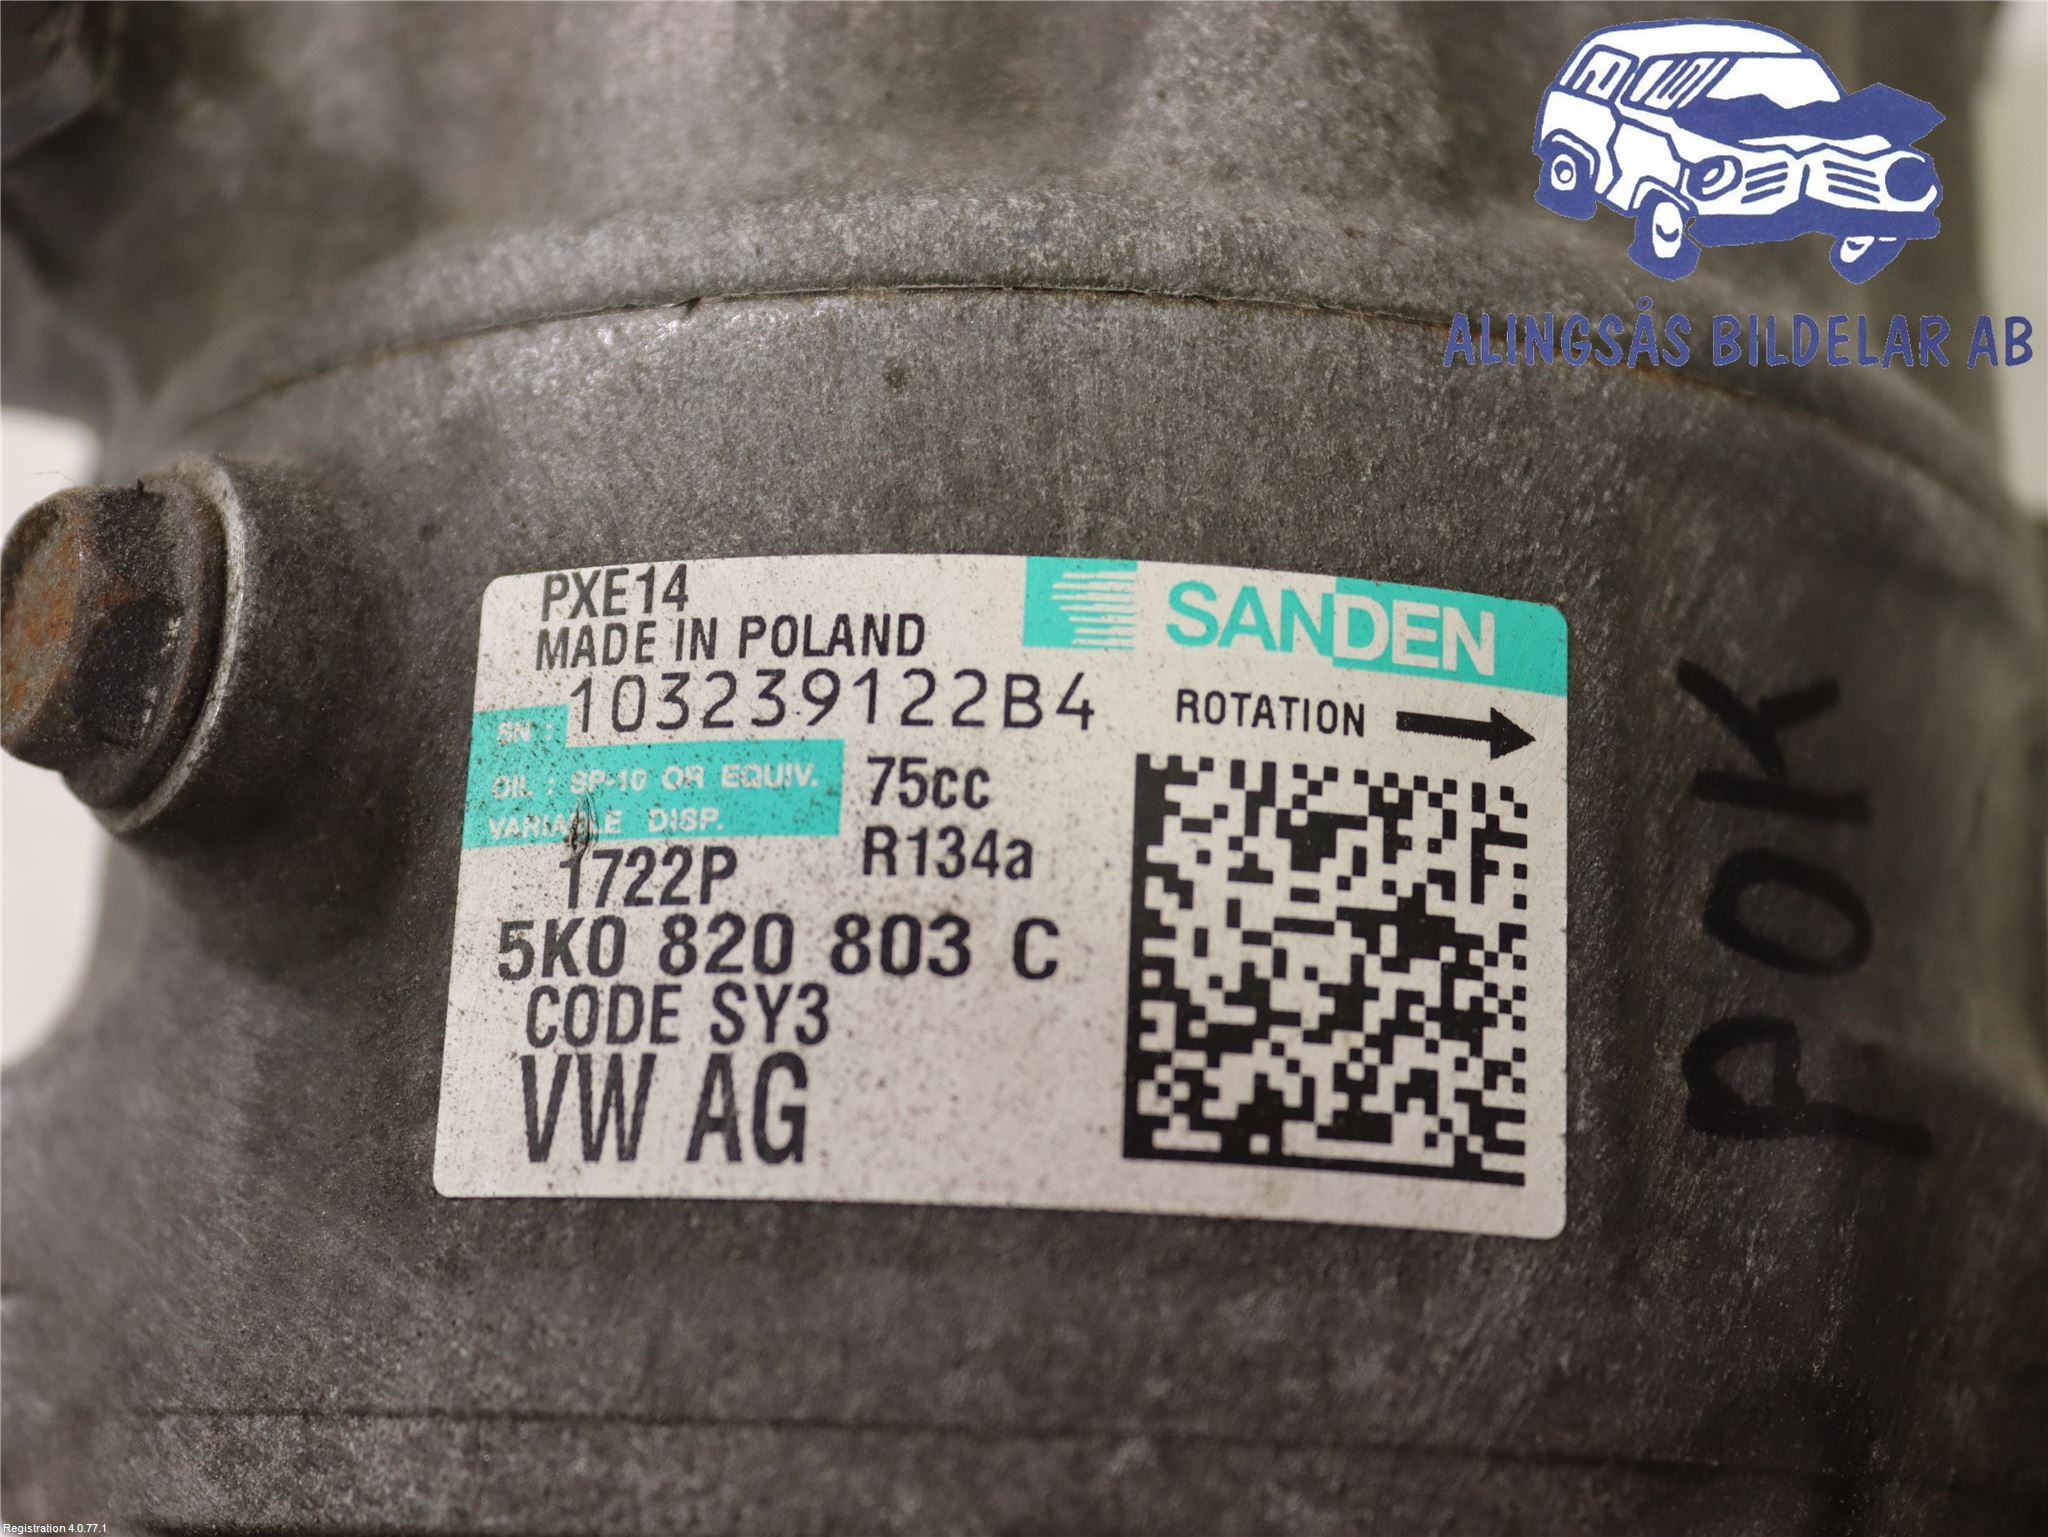 ALINGSÅS BILDELAR AB
PXE14
SANDEN
MADE IN POLAND
SN : 103239122B4
ROTATION
OIL : SP-10 OR EQUIV. 75cc
VARIABLE DISP.
R134a
1722P
5K0 820 803 C
CODE SY3
VW AG
POK
Registration 4.0.77.1